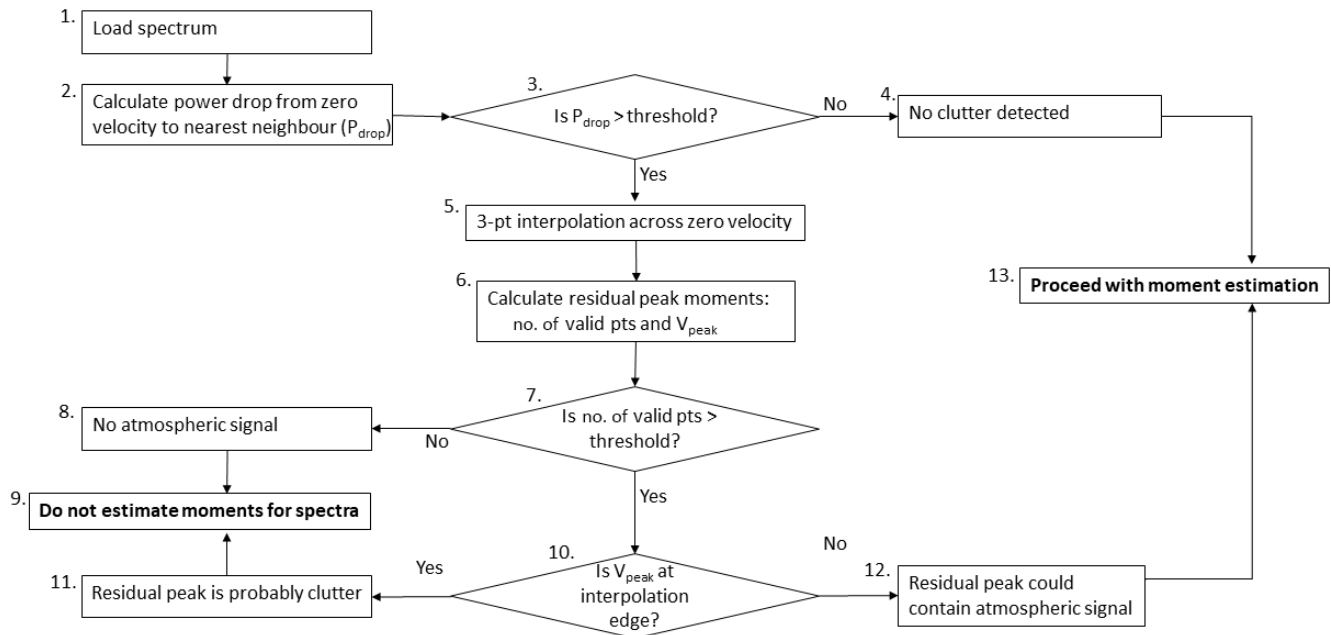 1.
Load spectrum
2.
Calculate power drop from zero
velocity to nearest neighbour (Pdrop)
3.
Is Pdrop > threshold?
No
4.
No clutter detected
Yes
5.
3-pt interpolation across zero velocity
6.
Calculate residual peak moments:
no. of valid pts and Vpeak
13.
Proceed with moment estimation
7.
Is no. of valid pts >
threshold?
No
8.
No atmospheric signal
9.
Do not estimate moments for spectra
Yes
10.
Is Vpeak at
interpolation
edge?
Yes
11.
Residual peak is probably clutter
No
12.
Residual peak could
contain atmospheric signal